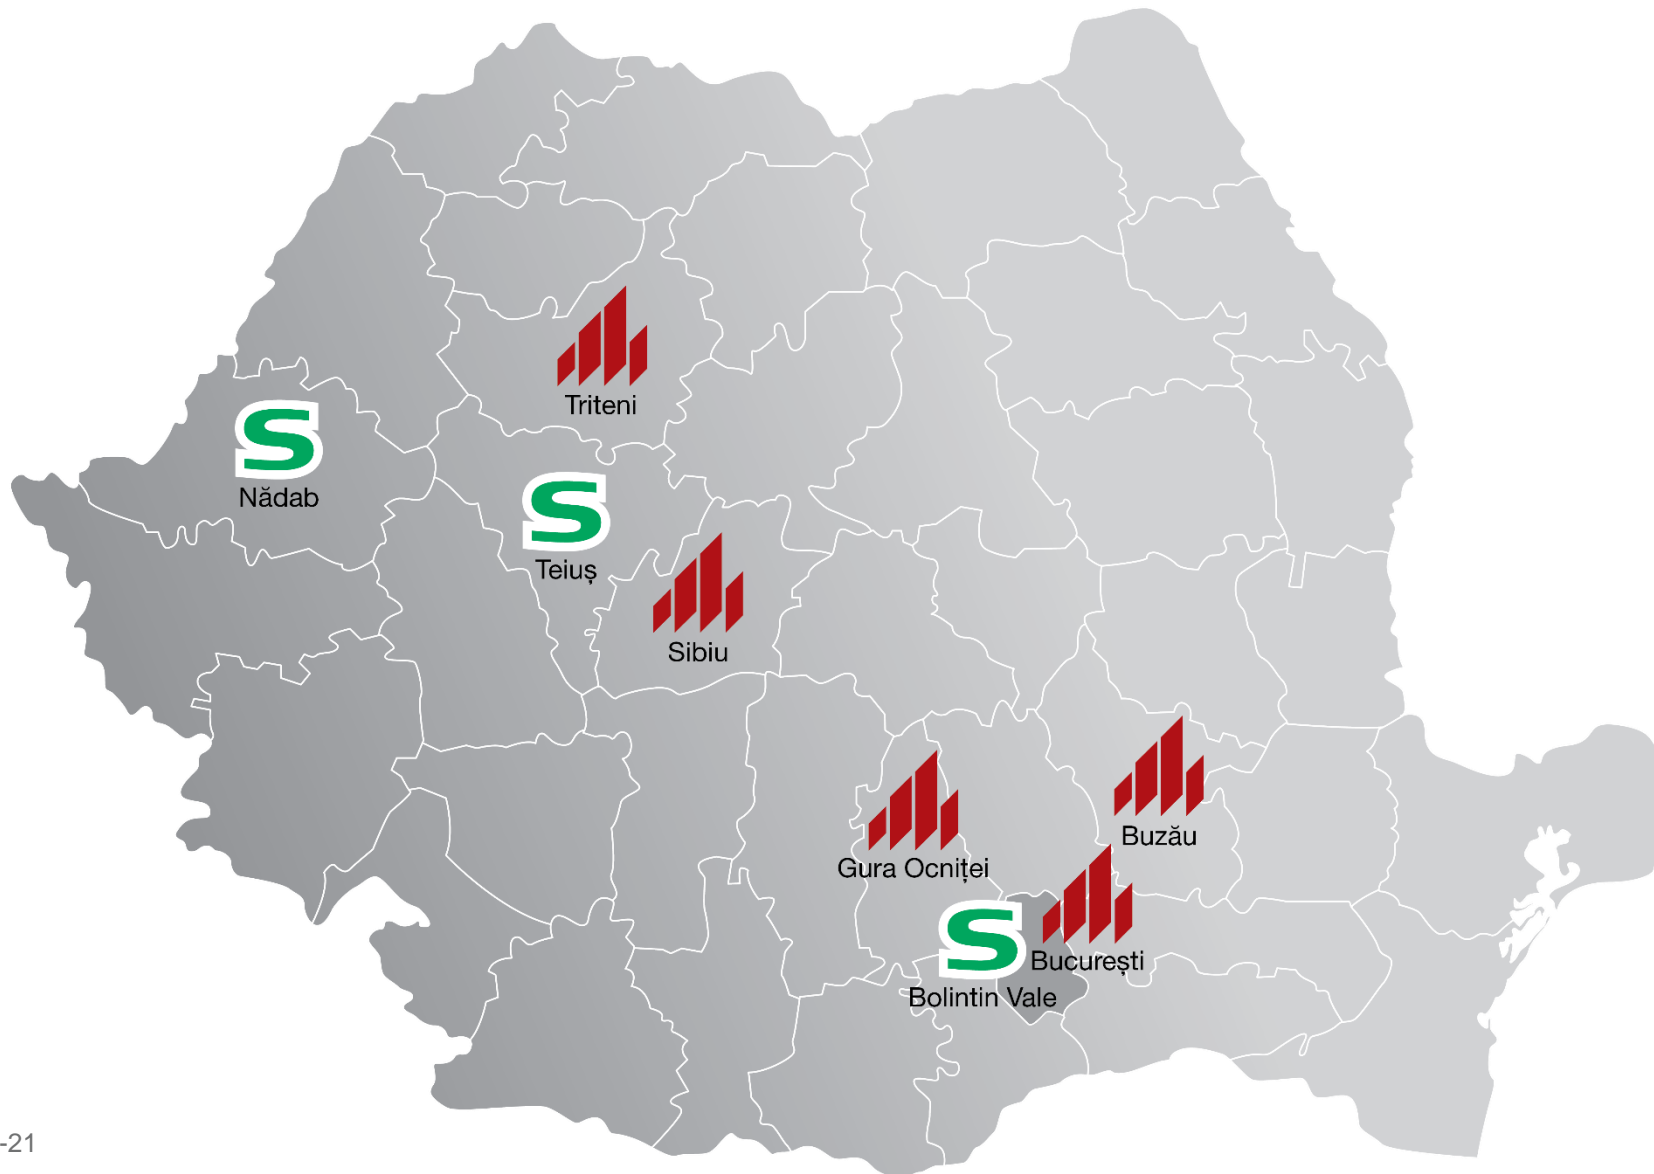 Triteni
S
Nădab
S
Teiuș
Sibiu
Buzău
Gura Ocniței
S
București
Bolintin Vale
-21